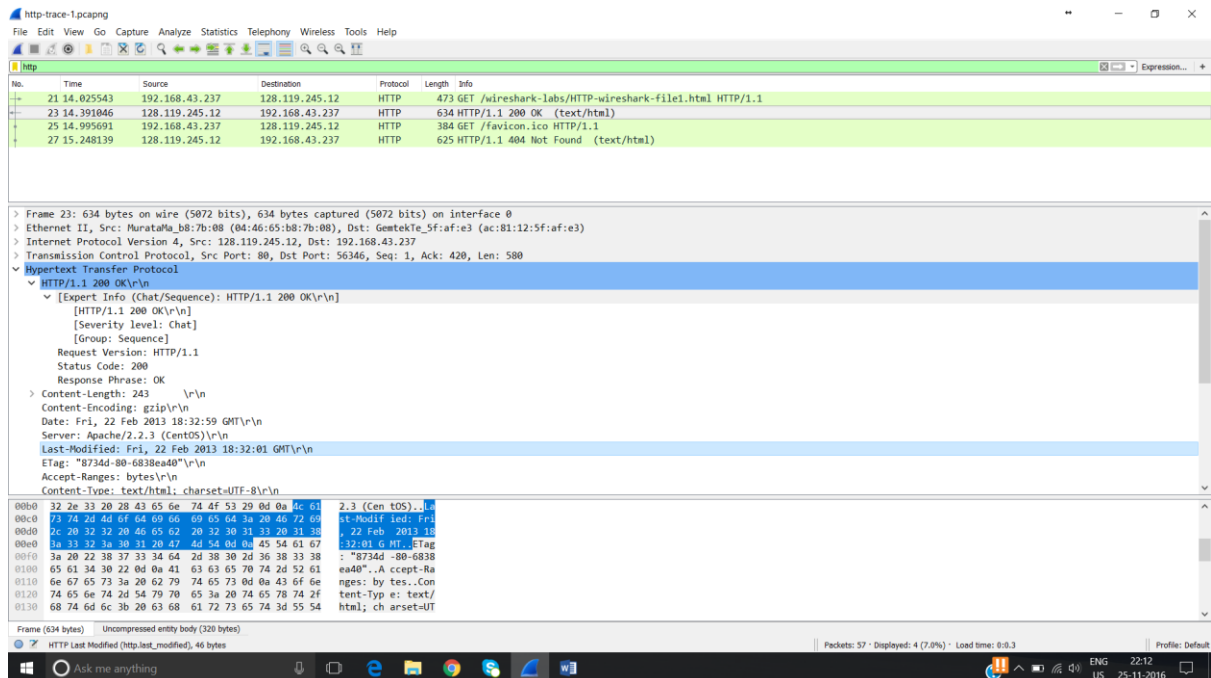 http-trace-1.pcapng
File Edit View Go Capture Analyze Statistics Telephony Wireless Tools Help
http
Expression... +
No. Time Source Destination Protocol Length Info
21 14.025543 192.168.43.237 128.119.245.12 HTTP 473 GET /wireshark-labs/HTTP-wireshark-file1.html HTTP/1.1
23 14.391046 128.119.245.12 192.168.43.237 HTTP 634 HTTP/1.1 200 OK (text/html)
25 14.995691 192.168.43.237 128.119.245.12 HTTP 384 GET /favicon.ico HTTP/1.1
27 15.248139 128.119.245.12 192.168.43.237 HTTP 625 HTTP/1.1 404 Not Found (text/html)
> Frame 23: 634 bytes on wire (5072 bits), 634 bytes captured (5072 bits) on interface 0
> Ethernet II, Src: MurataMa_b8:7b:08 (04:46:65:b8:7b:08), Dst: GemtekTe_5f:af:e3 (ac:81:12:5f:af:e3)
> Internet Protocol Version 4, Src: 128.119.245.12, Dst: 192.168.43.237
> Transmission Control Protocol, Src Port: 80, Dst Port: 56346, Seq: 1, Ack: 420, Len: 580
Hypertext Transfer Protocol
HTTP/1.1 200 OK\r\n
[Expert Info (Chat/Sequence): HTTP/1.1 200 OK\r\n]
[HTTP/1.1 200 OK\r\n]
[Severity level: Chat]
[Group: Sequence]
Request Version: HTTP/1.1
Status Code: 200
Response Phrase: OK
> Content-Length: 243 \r\n
Content-Encoding: gzip\r\n
Date: Fri, 22 Feb 2013 18:32:59 GMT\r\n
Server: Apache/2.2.3 (CentOS)\r\n
Last-Modified: Fri, 22 Feb 2013 18:32:01 GMT\r\n
ETag: "8734d-80-6838ea40"\r\n
Accept-Ranges: bytes\r\n
Content-Type: text/html; charset=UTF-8\r\n
00b0 32 2e 33 20 28 43 65 6e 74 4f 53 29 0d 0a 4c 61 2.3 (Cen tOS)..La
00c0 73 74 2d 4d 6f 64 69 66 69 65 64 3a 20 46 72 69 st-Modif ied: Fri
00d0 2c 20 32 32 20 46 65 62 20 32 30 31 33 20 31 38 , 22 Feb 2013 18
00e0 3a 33 32 3a 30 31 20 47 4d 54 0d 0a 45 54 61 67 :32:01 G MT..ETag
00f0 3a 20 22 38 37 33 34 64 2d 38 30 2d 36 38 33 38 : "8734d -80-6838
0100 65 61 34 30 22 0d 0a 41 63 63 65 70 74 2d 52 61 ea40"..A ccept-Ra
0110 6e 67 65 73 3a 20 62 79 74 65 73 0d 0a 43 6f 6e nges: by tes..Con
0120 74 65 6e 74 2d 54 79 70 65 3a 20 74 65 78 74 2f tent-Typ e: text/
0130 68 74 6d 6c 3b 20 63 68 61 72 73 65 74 3d 55 54 html; ch arset=UT
Frame (634 bytes) Uncompressed entity body (320 bytes)
HTTP Last Modified (http.last_modified), 46 bytes
Packets: 57 · Displayed: 4 (7.0%) · Load time: 0:0.3
Profile: Default
Ask me anything
ENG
US
22:12
25-11-2016